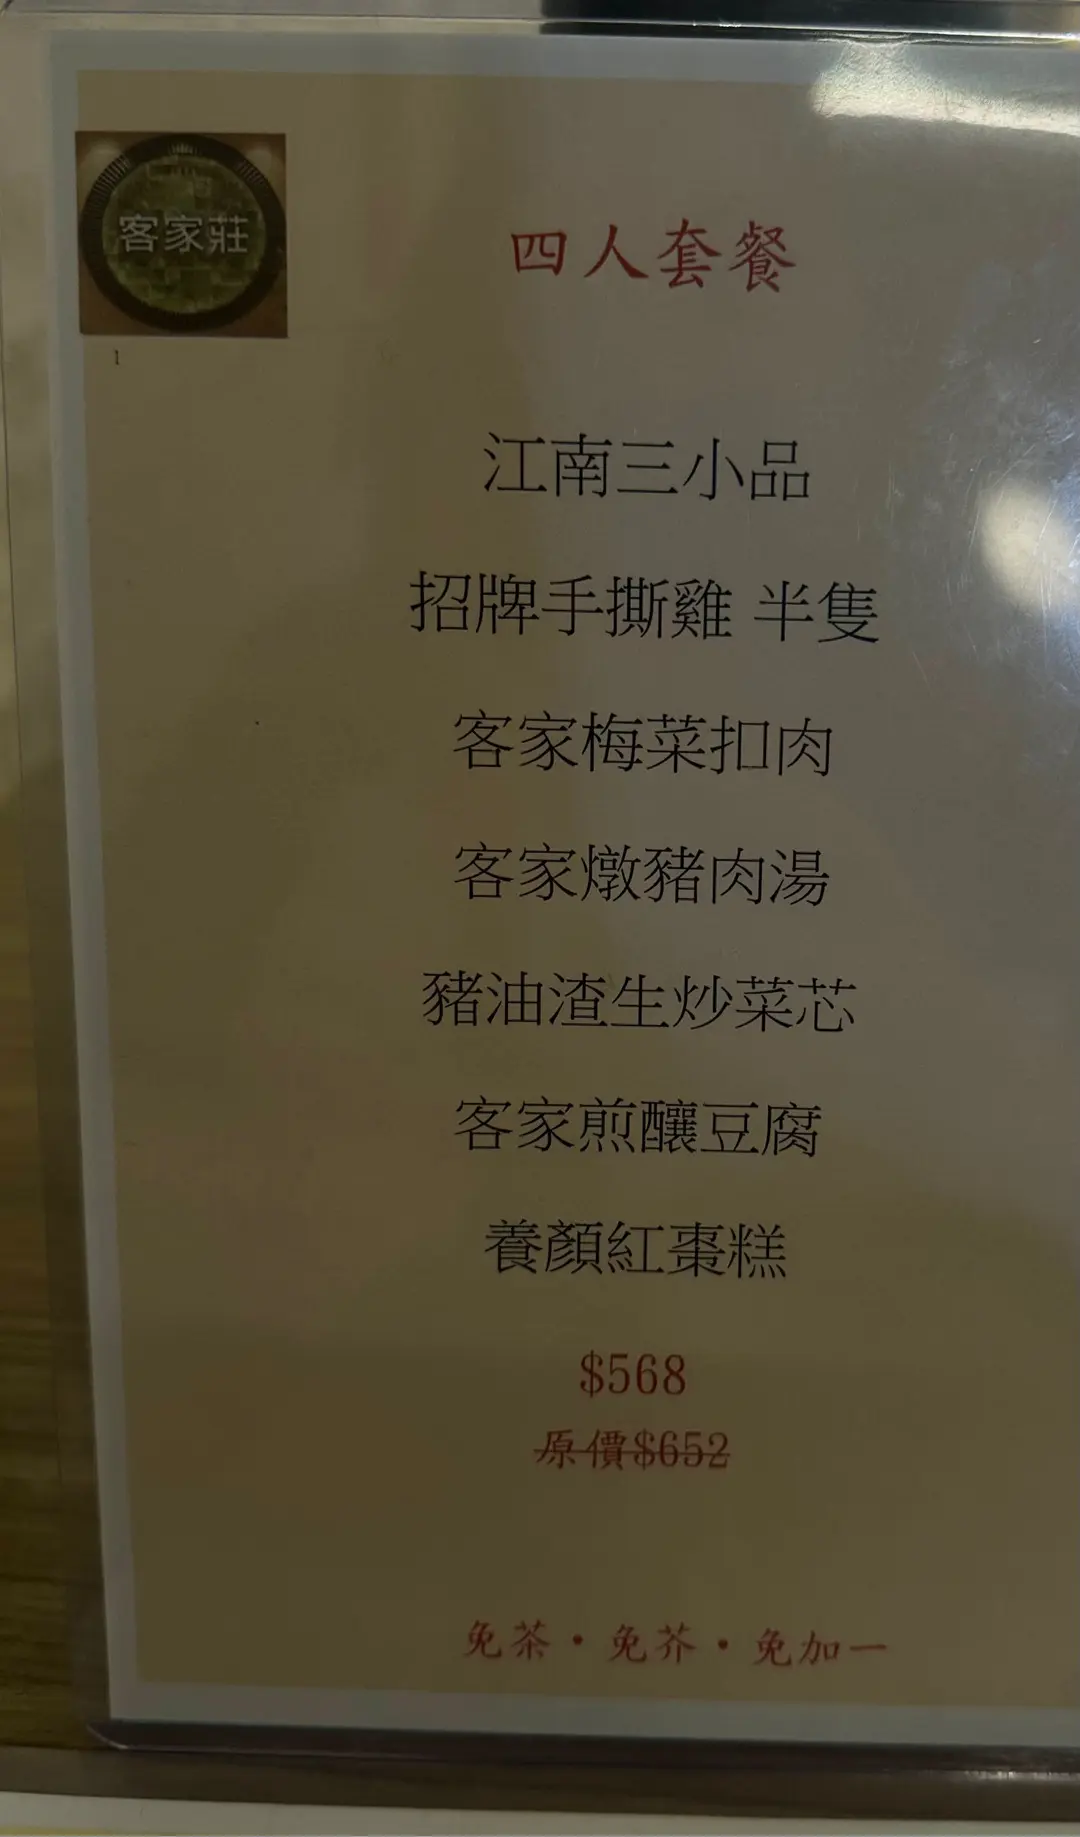 客家莊
1
四人套餐
江南三小品
招牌手撕雞 半隻
客家梅菜扣肉
客家燉豬肉湯
豬油渣生炒菜芯
客家煎釀豆腐
養顏紅棗糕
$568
原價$652
免茶·免芥·免加一